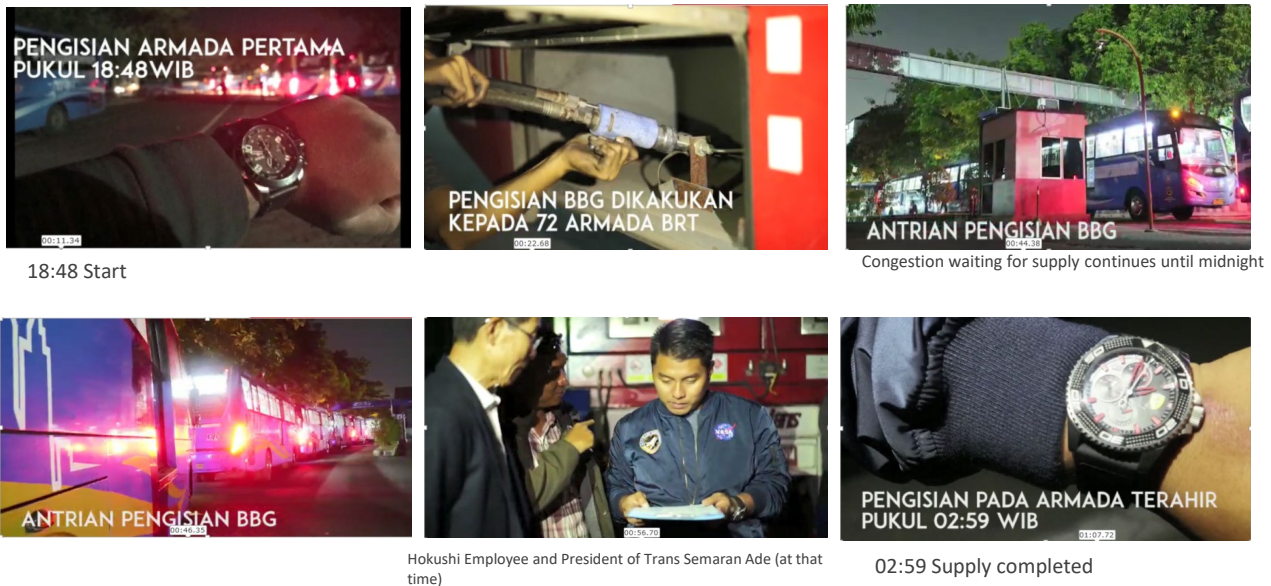 PENGISIAN ARMADA PERTAMA
PUKUL 18:48WIB
00:11.34
18:48 Start
PENGISIAN BBG DIKAKUKAN
KEPADA 72 ARMADA BRT
00:22.68
ANTRIAN PENGISIAN BBG
00:44.38
Congestion waiting for supply continues until midnight
ANTRIAN PENGISIAN BBG
00:46.35
NASA
00:56.70
Hokushi Employee and President of Trans Semaran Ade (at that
time)
PENGISIAN PADA ARMADA TERAHIR
PUKUL 02:59 WIB
01:07.72
02:59 Supply completed